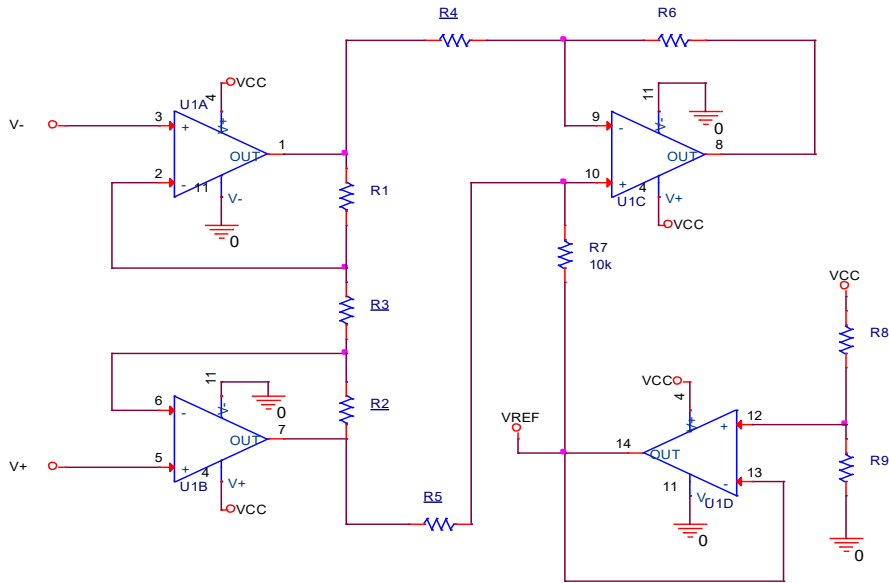 R4
R6
VCC
U1A
4
V+
V-
3
+
OUT
1
2
-
11
V-
0
R1
9
-
11
V-
0
OUT
8
10
+
4
V+
U1C
VCC
R7
10k
R3
VCC
R8
6
-
11
V-
0
R2
OUT
7
V+
5
+
4
V+
U1B
VCC
VCC
4
V+
12
+
VREF
14
OUT
13
-
11
V-
U1D
0
R9
0
R5